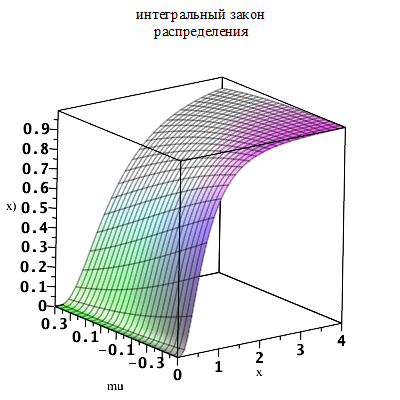 интегральный закон
распределения
0.9
0.8
0.7
0.6
x) 0.5
0.4
0.3
0.2
0.1
0
0.3 0.1 -0.1 -0.3
mu
0 1 2 3 4
x